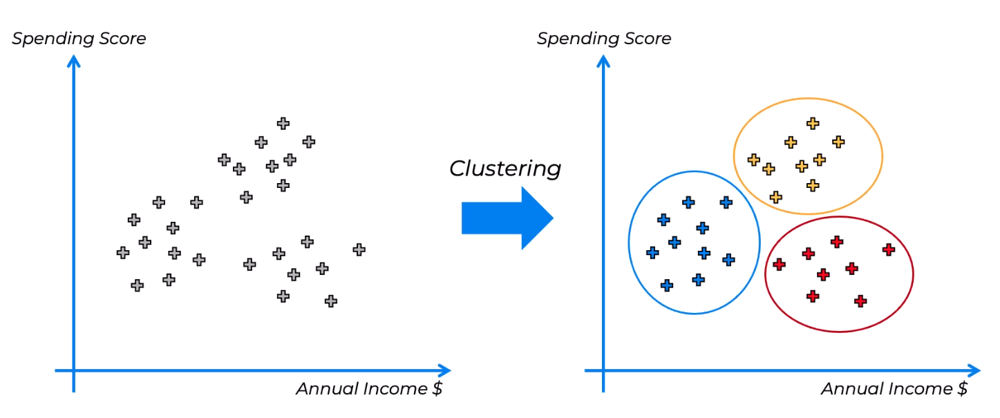 Spending Score
Spending Score
Clustering
Annual Income $
Annual Income $